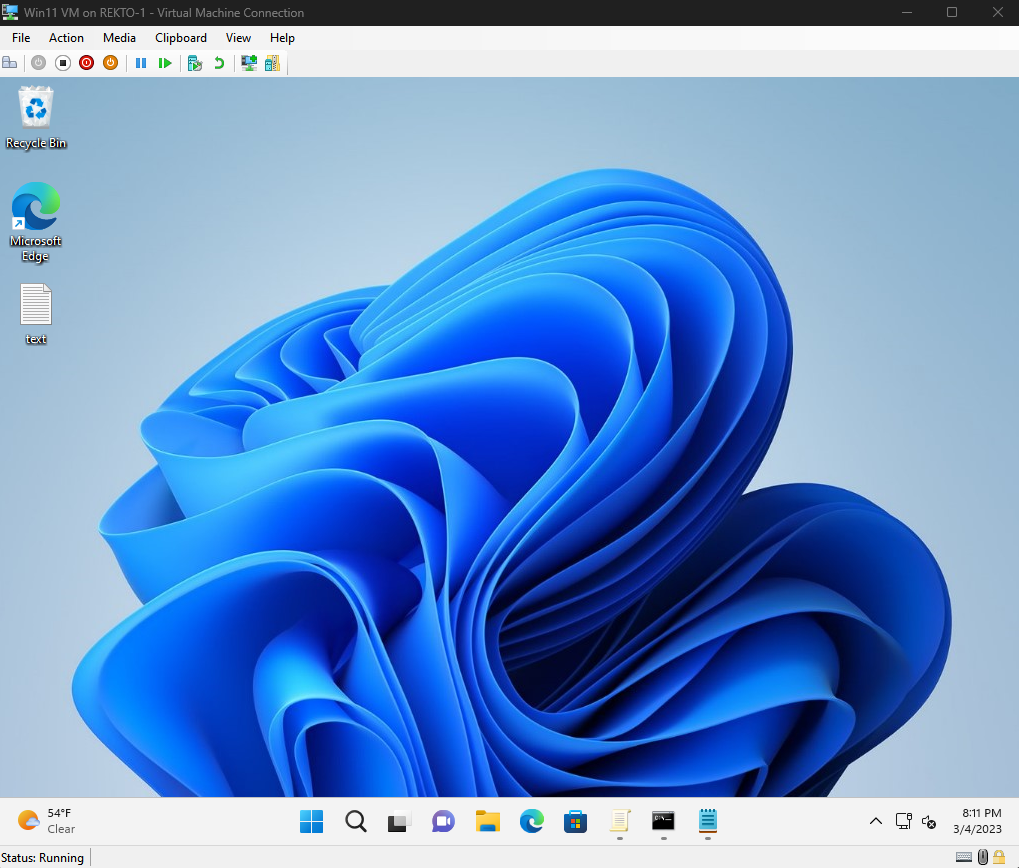 Win11 VM on REKTO-1 - Virtual Machine Connection
File Action Media Clipboard View Help
Recycle Bin
Microsoft
Edge
text
54°F
Clear
8:11 PM
3/4/2023
Status: Running